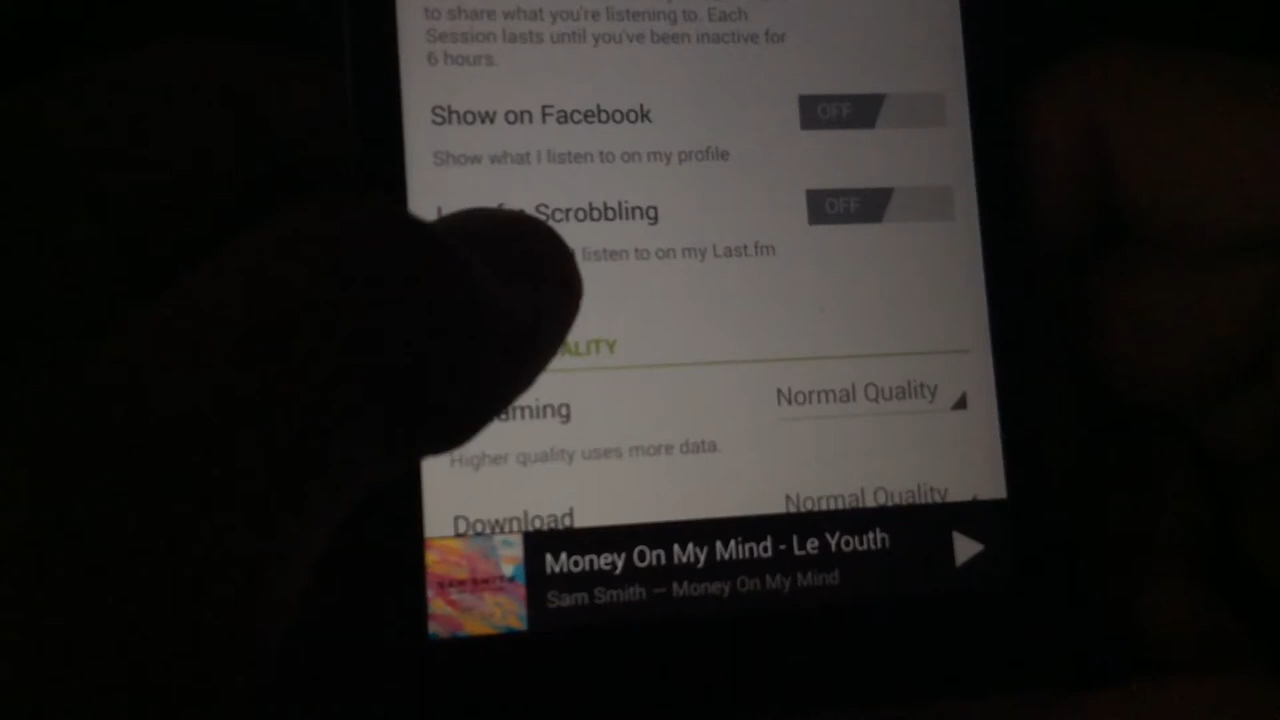 to share what you're listening to. Each
Session lasts until you've been inactive for
6 hours.
Show on Facebook
OFF
Show what I listen to on my profile
Scrobbling
OFF
listen to on my Last.fm
Normal Quality
Higher quality uses more data.
Download
Normal Quality
Money On My Mind - Le Youth
Sam Smith — Money On My Mind
SAM SMITH